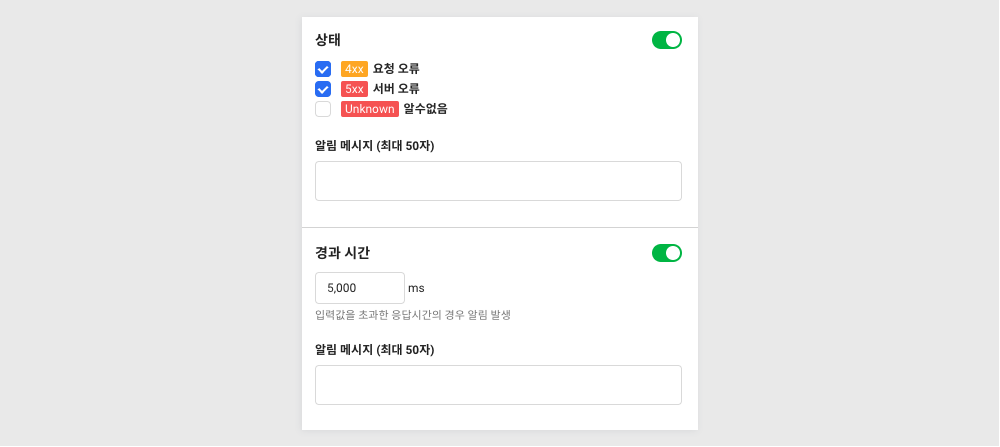 상태
4xx 요청 오류
5xx 서버 오류
Unknown 알수없음
알림 메시지 (최대 50자)
경과 시간
5,000 ms
입력값을 초과한 응답시간의 경우 알림 발생
알림 메시지 (최대 50자)